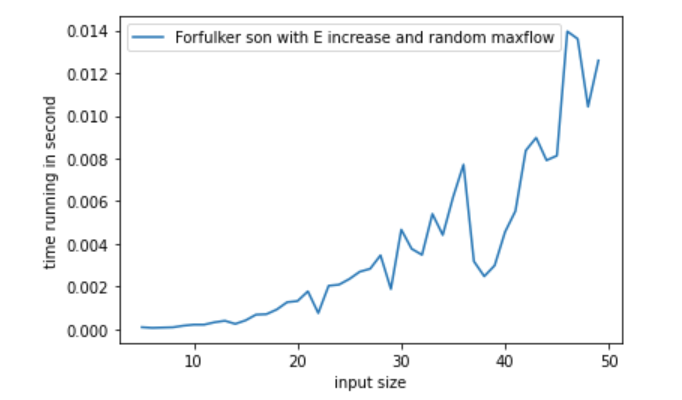 Forfulker son with E increase and random maxflow
time running in second
0.014
0.012
0.010
0.008
0.006
0.004
0.002
0.000
10 20 30 40 50
input size